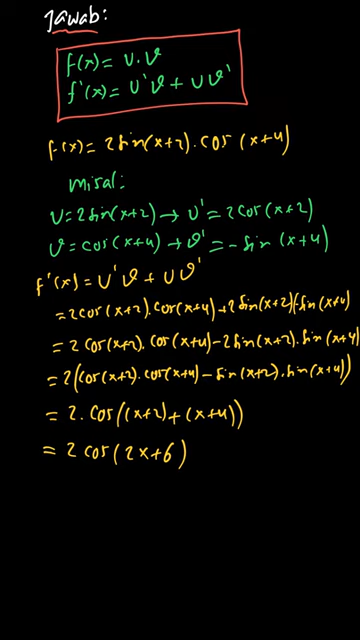 Jawab:
f(x) = U . V
f'(x) = U'V + U V'
f(x) = 2 sin(x+2) . cos (x+4)
misal:
U = 2 sin(x+2) → U' = 2 cos(x+2)
V = cos(x+4) → V' = - sin (x+4)
f'(x) = U'V + U V'
= 2 cos(x+2) . cos(x+4) + 2 sin(x+2)(-sin(x+4)
= 2 cos(x+2) . cos(x+4) - 2 sin(x+2) . sin(x+4)
= 2(cos(x+2) . cos(x+4) - sin(x+2) . sin(x+4))
= 2 . cos((x+2) + (x+4))
= 2 cos(2x+6)